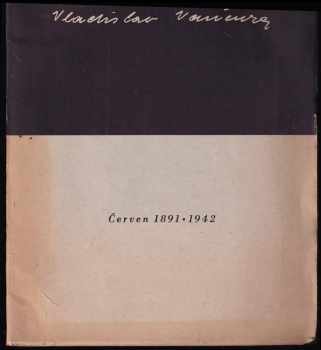 Vladislav Vančura
Červen 1891 • 1942